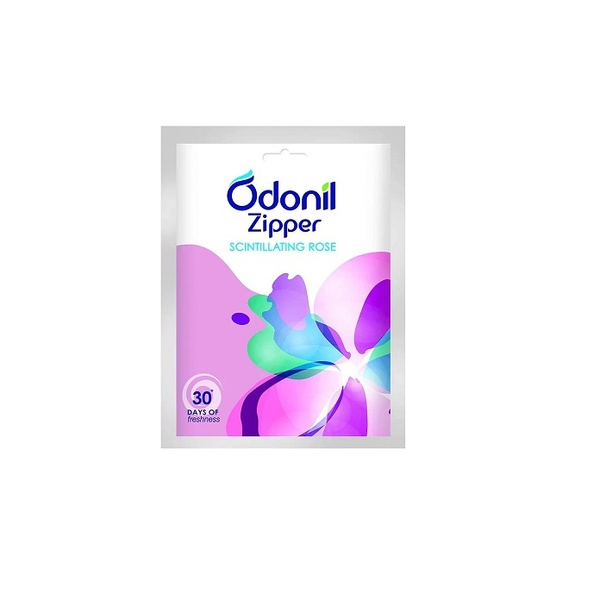 Odonil
Zipper
SCINTILLATING ROSE
30*
DAYS OF
freshness